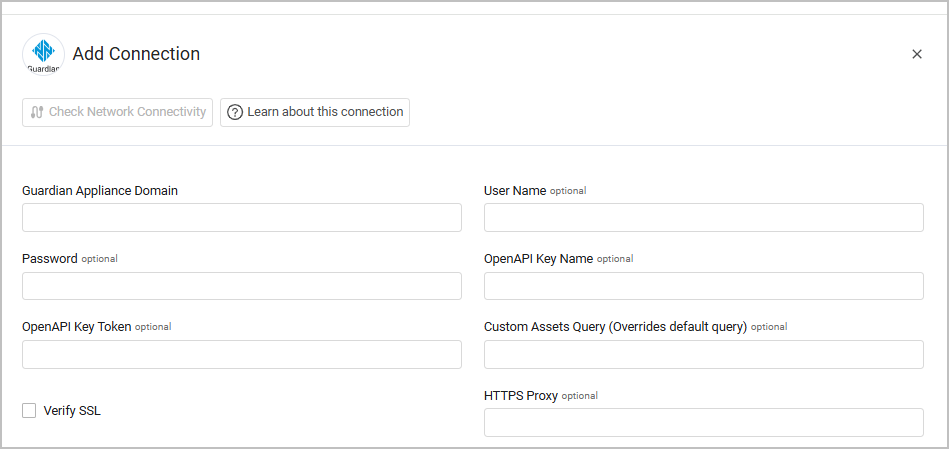 Guardian
Add Connection
Check Network Connectivity
Learn about this connection
Guardian Appliance Domain
User Name optional
Password optional
OpenAPI Key Name optional
OpenAPI Key Token optional
Custom Assets Query (Overrides default query) optional
Verify SSL
HTTPS Proxy optional